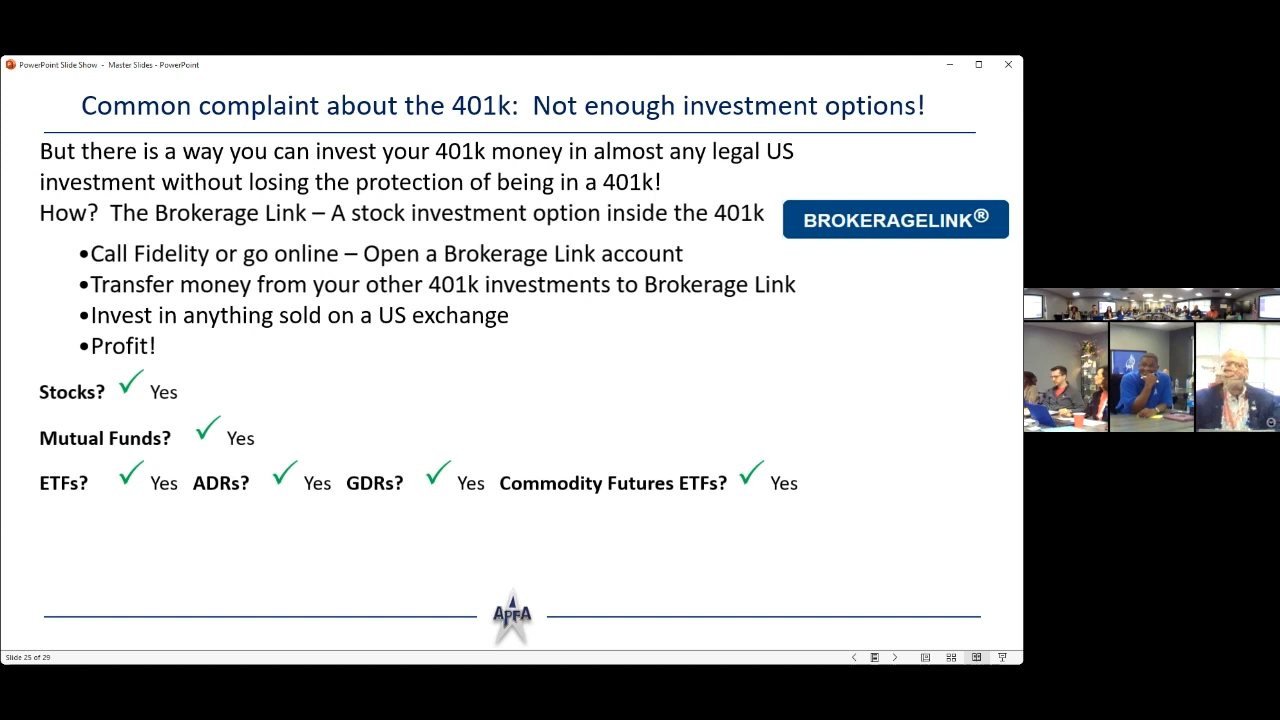 PowerPoint Slide Show - Master Slides - PowerPoint
Common complaint about the 401k: Not enough investment options!
But there is a way you can invest your 401k money in almost any legal US
investment without losing the protection of being in a 401k!
How? The Brokerage Link – A stock investment option inside the 401k
BROKERAGELINK®
•Call Fidelity or go online – Open a Brokerage Link account
•Transfer money from your other 401k investments to Brokerage Link
•Invest in anything sold on a US exchange
•Profit!
Stocks? ✓ Yes
Mutual Funds? ✓ Yes
ETFs? ✓ Yes ADRs? ✓ Yes GDRs? ✓ Yes Commodity Futures ETFs? ✓ Yes
APFA
Slide 25 of 29